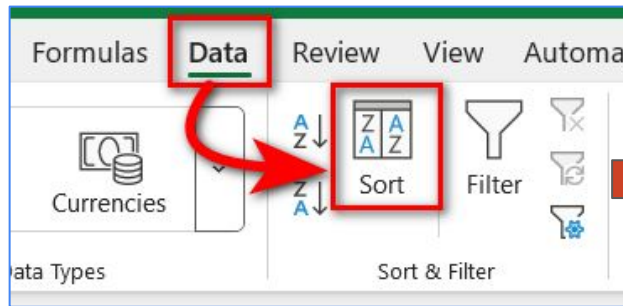 Formulas Data Review View Automa
A
Z
Z A
A Z
Z
A
Currencies
Sort
Filter
ata Types
Sort & Filter